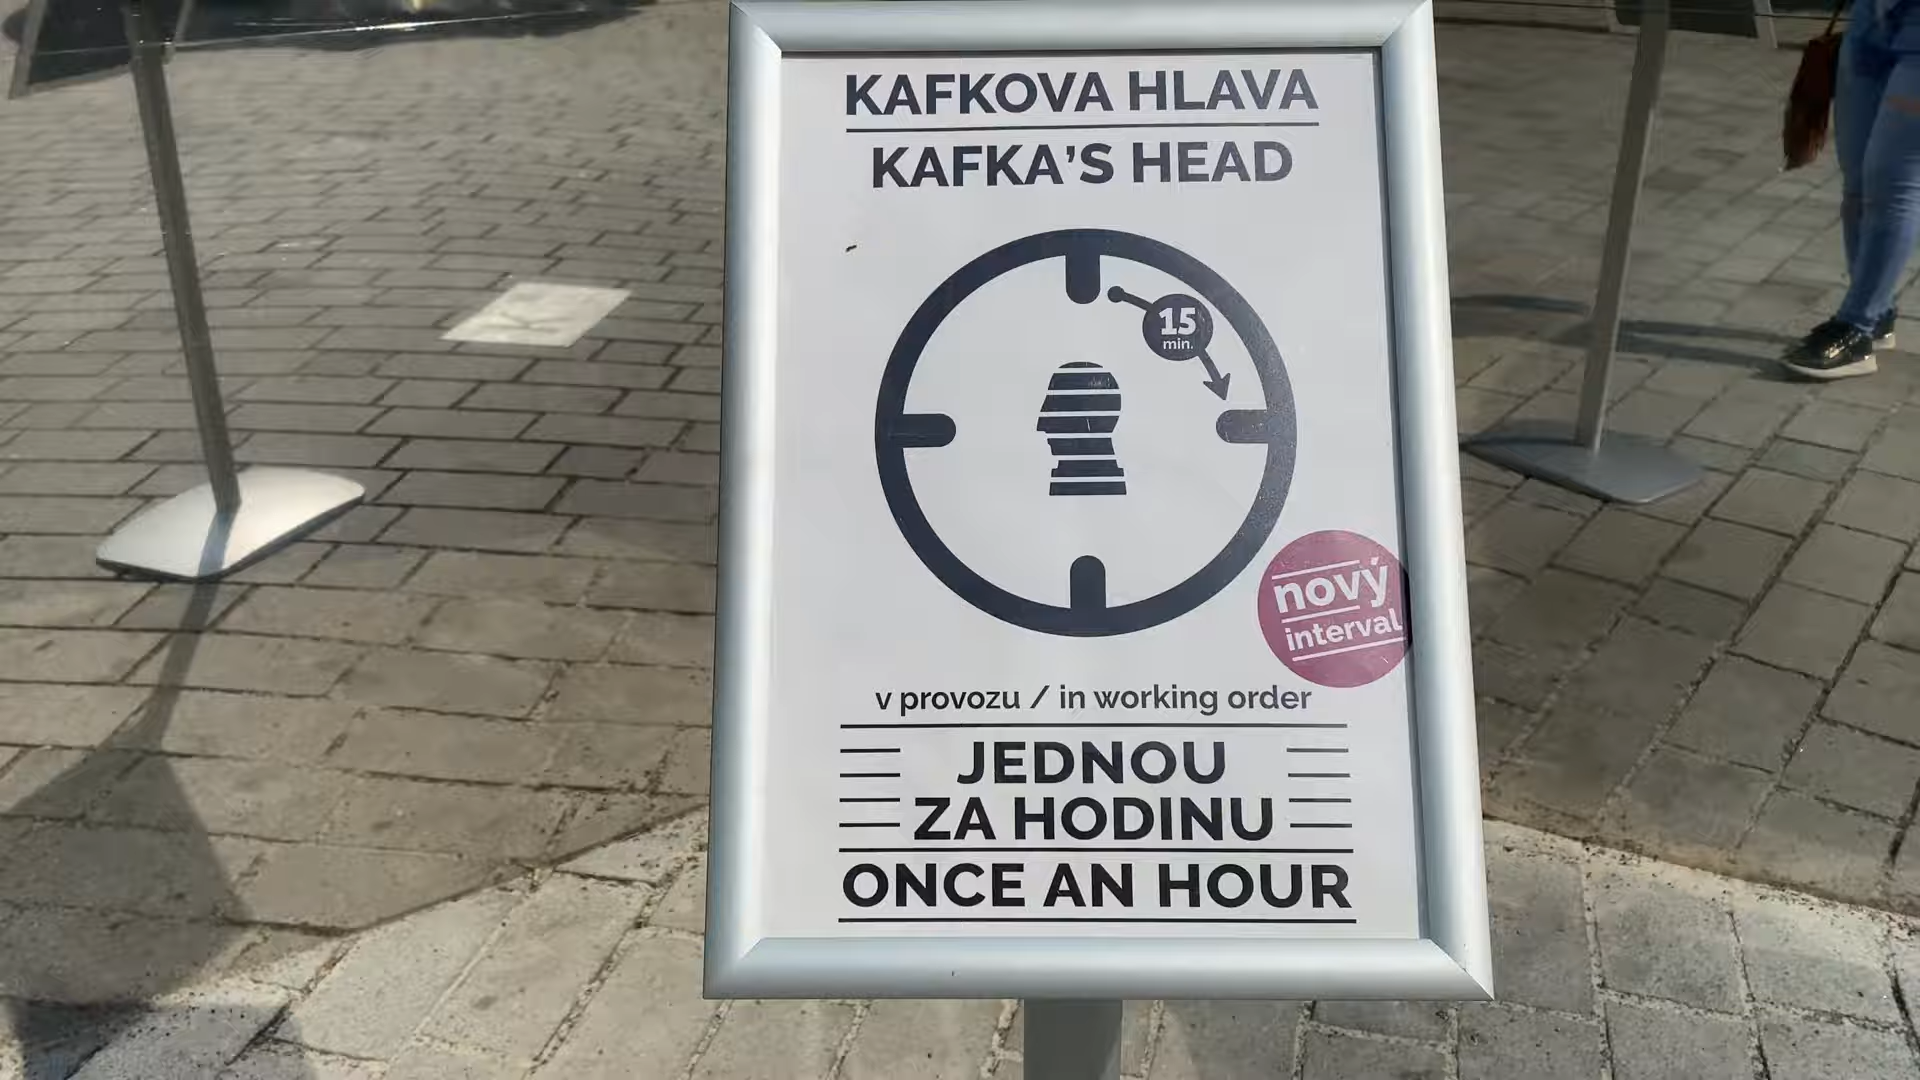 KAFKOVA HLAVA
KAFKA'S HEAD
15
min.
nový
interval
v provozu / in working order
JEDNOU
ZA HODINU
ONCE AN HOUR